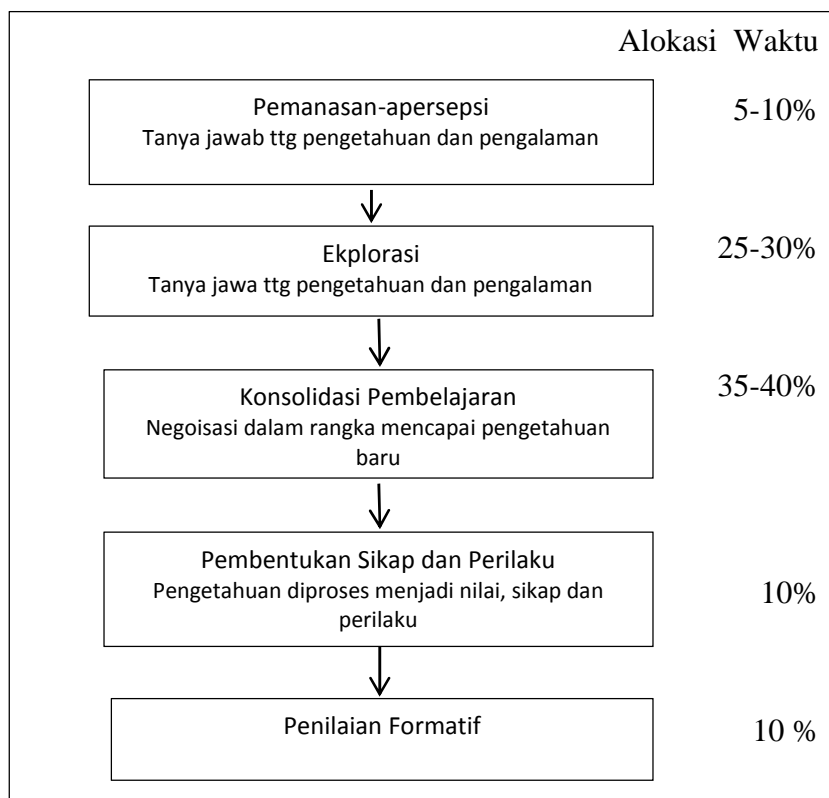 Alokasi Waktu
Pemanasan-apersepsi
5-10%
Tanya jawab ttg pengetahuan dan pengalaman
Ekplorasi
25-30%
Tanya jawa ttg pengetahuan dan pengalaman
Konsolidasi Pembelajaran
35-40%
Negoisasi dalam rangka mencapai pengetahuan
baru
Pembentukan Sikap dan Perilaku
Pengetahuan diproses menjadi nilai, sikap dan
perilaku
10%
Penilaian Formatif
10 %